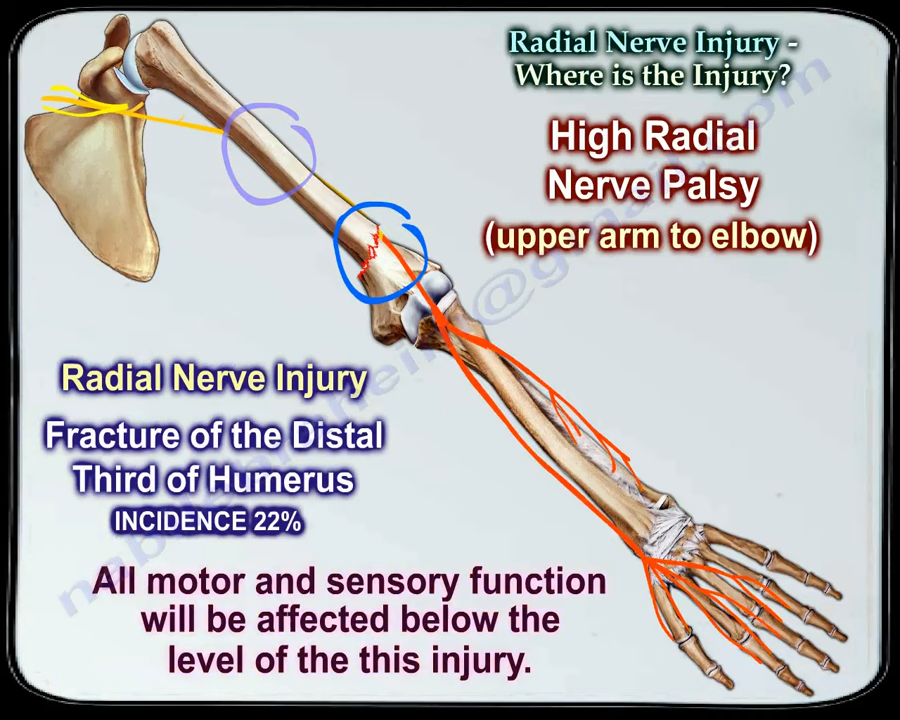 Radial Nerve Injury -
Where is the Injury?
High Radial
Nerve Palsy
(upper arm to elbow)
Radial Nerve Injury
Fracture of the Distal
Third of Humerus
INCIDENCE 22%
All motor and sensory function
will be affected below the
level of the this injury.